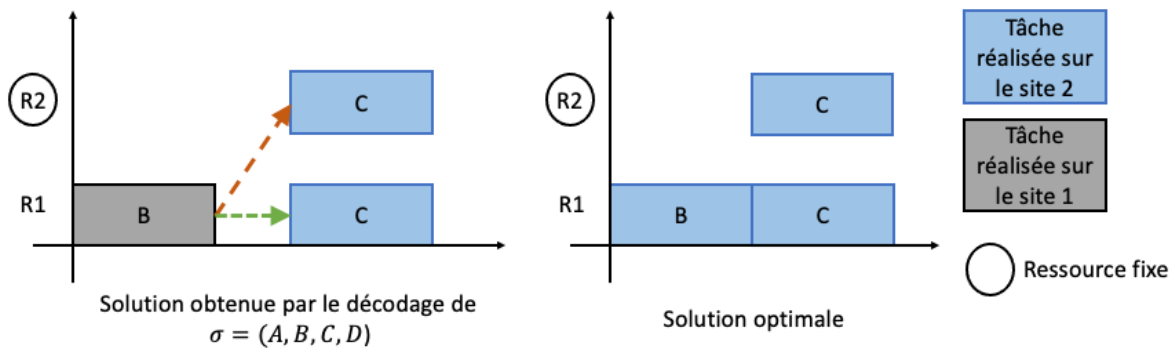 R2
C
R1
B
C
Solution obtenue par le décodage de
σ = (A, B, C, D)
R2
C
R1
B
C
Solution optimale
Tâche
réalisée sur
le site 2
Tâche
réalisée sur
le site 1
Ressource fixe